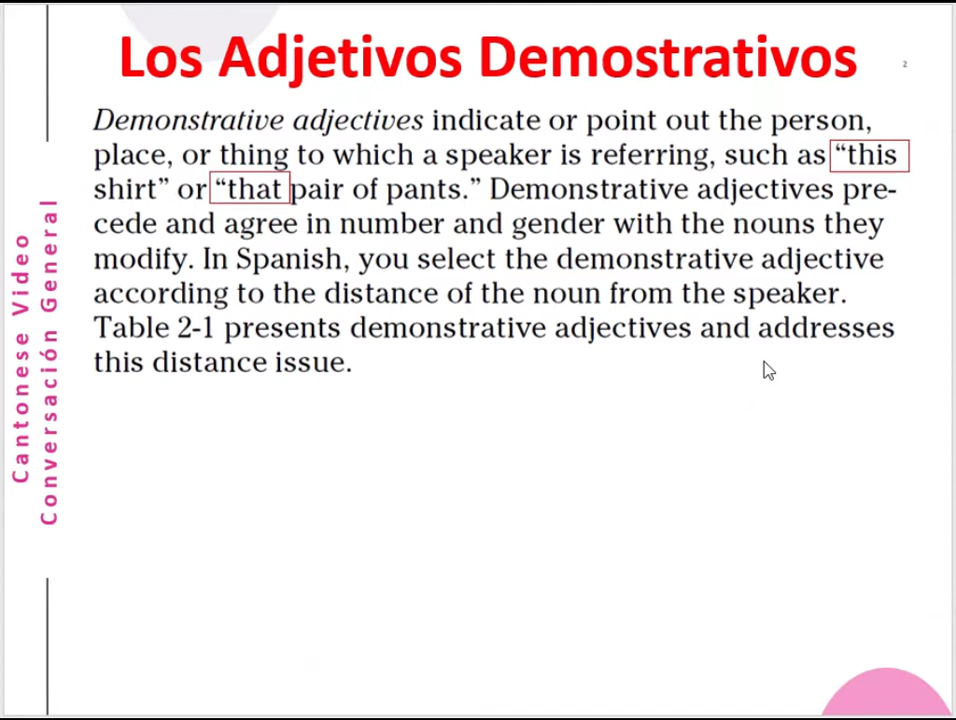 Los Adjetivos Demostrativos
2
Demonstrative adjectives indicate or point out the person,
place, or thing to which a speaker is referring, such as “this
shirt” or “that pair of pants.” Demonstrative adjectives pre-
cede and agree in number and gender with the nouns they
modify. In Spanish, you select the demonstrative adjective
according to the distance of the noun from the speaker.
Table 2-1 presents demonstrative adjectives and addresses
this distance issue.
Cantonese Video
Conversación General